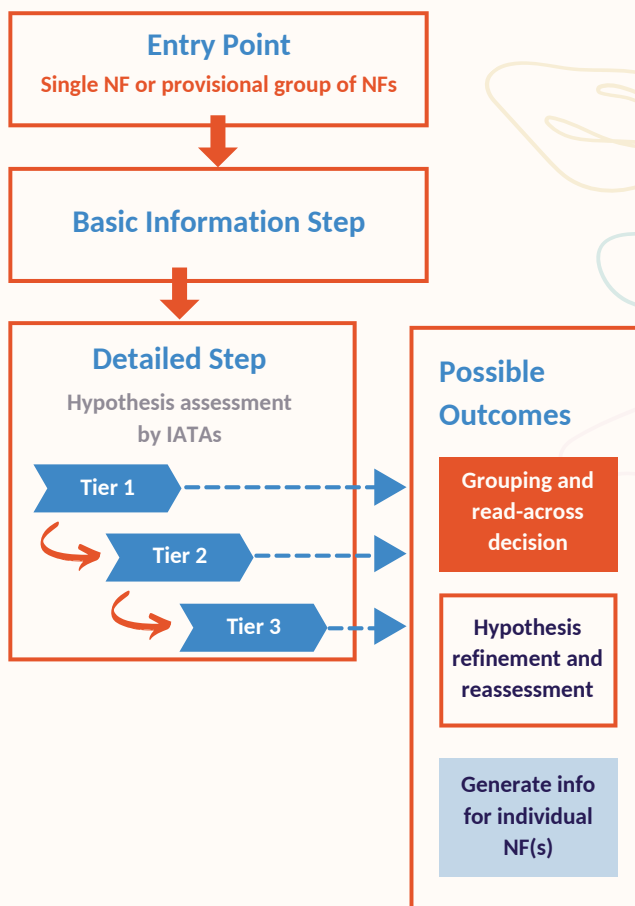 Entry Point
Single NF or provisional group of NFs
Basic Information Step
Detailed Step
Hypothesis assessment
by IATAs
Tier 1
Tier 2
Tier 3
Possible
Outcomes
Grouping and
read-across
decision
Hypothesis
refinement and
reassessment
Generate info
for individual
NF(s)